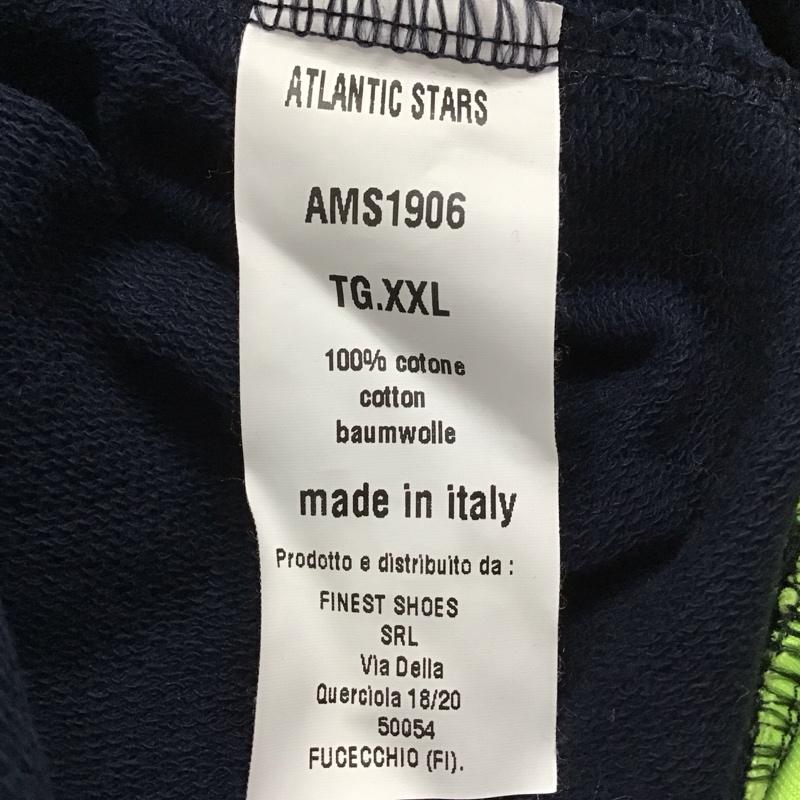 ATLANTIC STARS
AMS1906
TG.XXL
100% cotone
cotton
baumwolle
made in italy
Prodotto e distribuito da :
FINEST SHOES
SRL
Via Della
Querciola 18/20
50054
FUCECCHIO (FI).